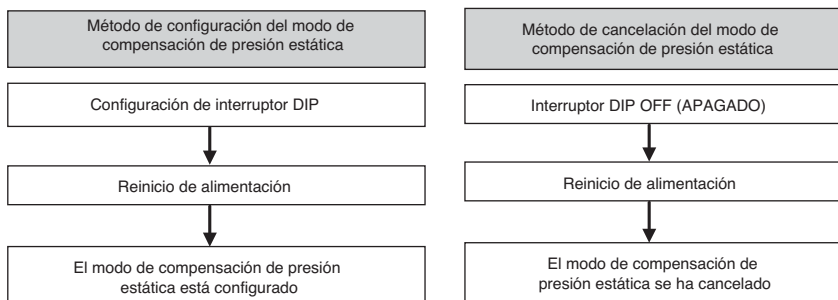 Método de configuración del modo de
compensación de presión estática
Configuración de interruptor DIP
Reinicio de alimentación
El modo de compensación de presión
estática está configurado
Método de cancelación del modo de
compensación de presión estática
Interruptor DIP OFF (APAGADO)
Reinicio de alimentación
El modo de compensación de
presión estática se ha cancelado